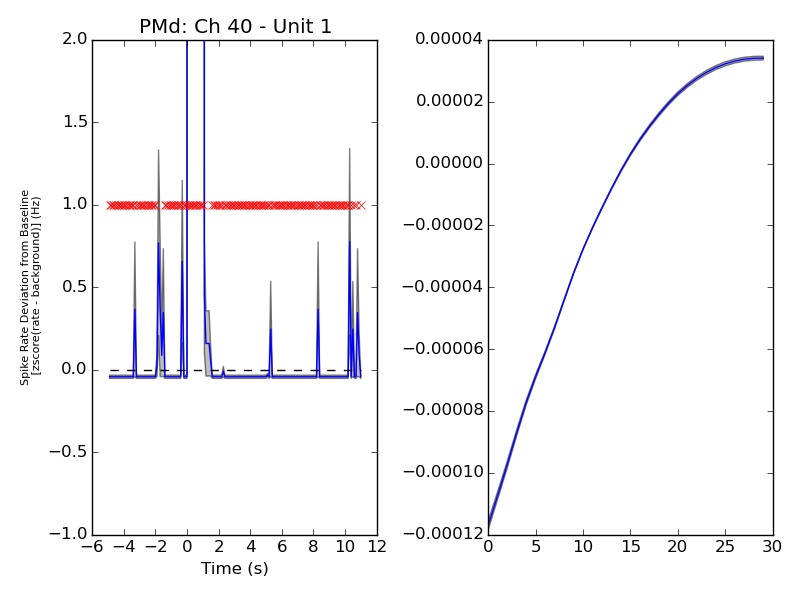 PMd: Ch 40 - Unit 1
2.0
1.5
1.0
0.5
0.0
−0.5
−1.0
Spike Rate Deviation from Baseline
[zscore(rate - background)] (Hz)
−6 −4 −2 0 2 4 6 8 10 12
Time (s)
0.00004
0.00002
0.00000
−0.00002
−0.00004
−0.00006
−0.00008
−0.00010
−0.00012
0 5 10 15 20 25 30